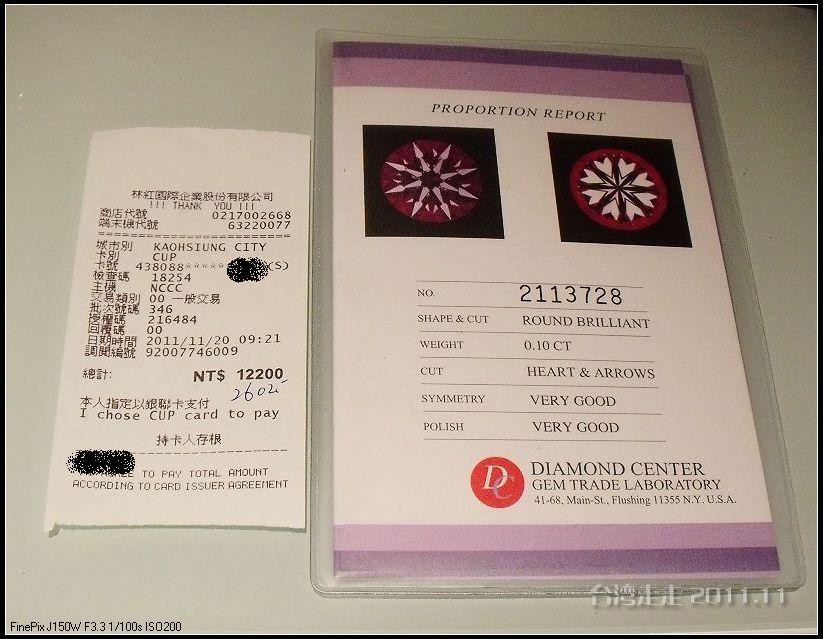 林紅國際企業股份有限公司
!!! THANK YOU !!!
商店代號 0217002668
端末機代號 63220077
城市別 KAOHSIUNG CITY
卡別 CUP
卡號 438088***** (S)
檢查碼 18254
主機 NCCC
交易類別 00 一般交易
批次號碼 346
授權碼 216484
回覆碼 00
日期時間 2011/11/20 09:21
調閱編號 92007746009
總計: NT$ 12200
2602.-
本人指定以銀聯卡支付
I chose CUP card to pay
持卡人存根
TO PAY TOTAL AMOUNT
ACCORDING TO CARD ISSUER AGREEMENT
PROPORTION REPORT
NO. 2113728
SHAPE & CUT ROUND BRILLIANT
WEIGHT 0.10 CT
CUT HEART & ARROWS
SYMMETRY VERY GOOD
POLISH VERY GOOD
DC
DIAMOND CENTER
GEM TRADE LABORATORY
41-68, Main-St., Flushing 11355 N.Y. U.S.A.
台湾走走 2011.11
FinePix J150W F3.3 1/100s ISO200